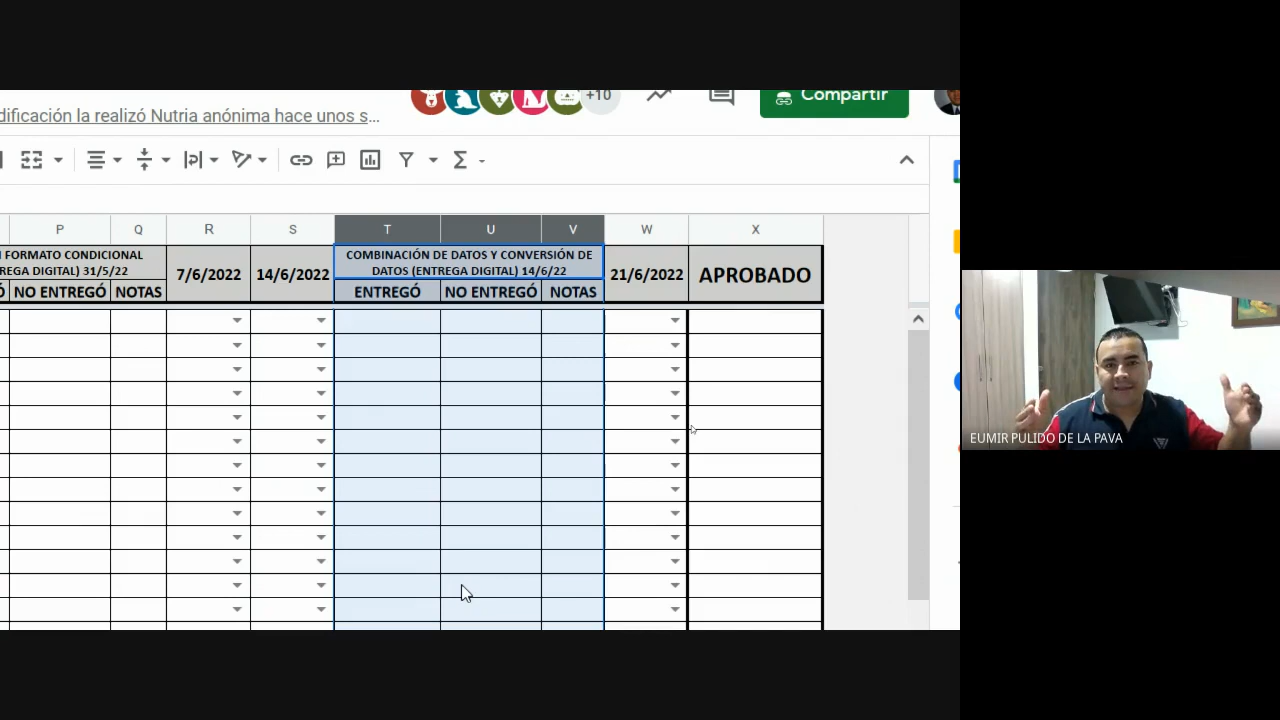 +10
Compartir
dificación la realizó Nutria anónima hace unos s...
P Q R S T U V W X
FORMATO CONDICIONAL
REGA DIGITAL) 31/5/22
NO ENTREGÓ NOTAS
7/6/2022
14/6/2022
COMBINACIÓN DE DATOS Y CONVERSIÓN DE
DATOS (ENTREGA DIGITAL) 14/6/22
ENTREGÓ NO ENTREGÓ NOTAS
21/6/2022
APROBADO
EUMIR PULIDO DE LA PAVA